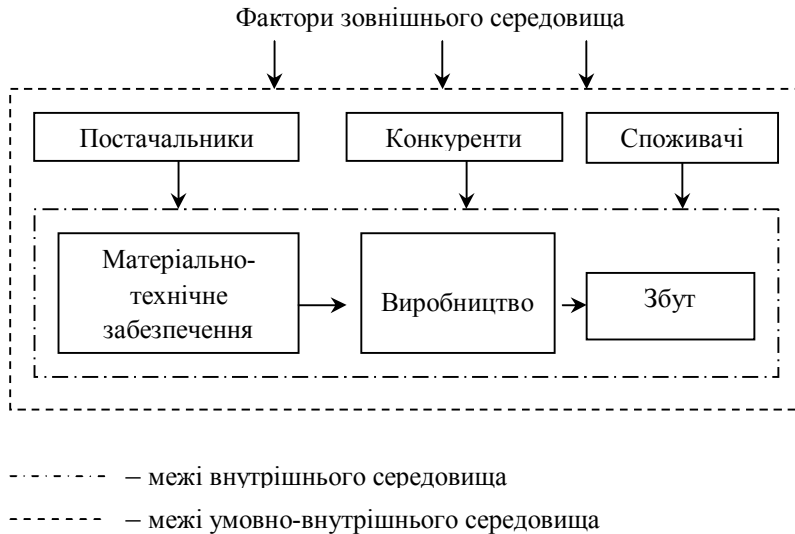 Фактори зовнішнього середовища
Постачальники
Конкуренти
Споживачі
Матеріально-
технічне
забезпечення
Виробництво
Збут
– межі внутрішнього середовища
– межі умовно-внутрішнього середовища